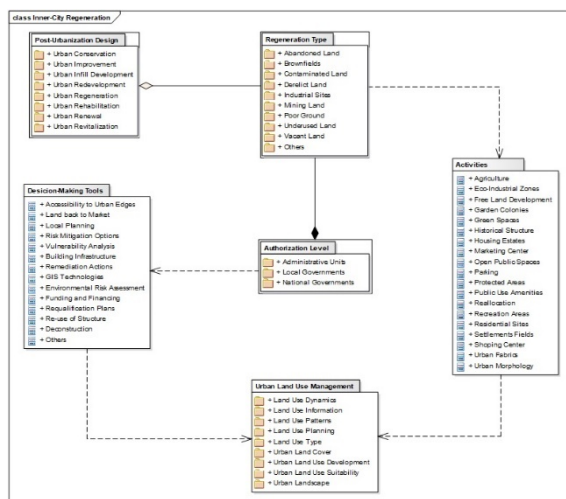 class Inner-City Regeneration
Post-Urbanization Design
+ Urban Conservation
+ Urban Improvement
+ Urban Infill Development
+ Urban Redevelopment
+ Urban Regeneration
+ Urban Rehabilitation
+ Urban Renewal
+ Urban Revitalization
Regeneration Type
+ Abandoned Land
+ Brownfields
+ Contaminated Land
+ Derelict Land
+ Industrial Sites
+ Mining Land
+ Poor Ground
+ Underused Land
+ Vacant Land
+ Others
Desicion-Making Tools
+ Accessibility to Urban Edges
+ Land back to Market
+ Local Planning
+ Risk Mitigation Options
+ Vulnerability Analysis
+ Building Infrastructure
+ Remediation Actions
+ GIS Technologies
+ Environmental Risk Assessment
+ Funding and Financing
+ Requalification Plans
+ Re-use of Structure
+ Deconstruction
+ Others
Authorization Level
+ Administrative Units
+ Local Governments
+ National Governments
Activities
+ Agriculture
+ Eco-Industrial Zones
+ Free Land Development
+ Garden Colonies
+ Green Spaces
+ Historical Structure
+ Housing Estates
+ Marketing Center
+ Open Public Spaces
+ Parking
+ Protected Areas
+ Public Use Amenities
+ Reallocation
+ Recreation Areas
+ Residential Sites
+ Settlements Fields
+ Shoping Center
+ Urban Fabrics
+ Urban Morphology
Urban Land Use Management
+ Land Use Dynamics
+ Land Use Information
+ Land Use Patterns
+ Land Use Planning
+ Land Use Type
+ Urban Land Cover
+ Urban Land Use Development
+ Urban Land Use Suitability
+ Urban Landscape